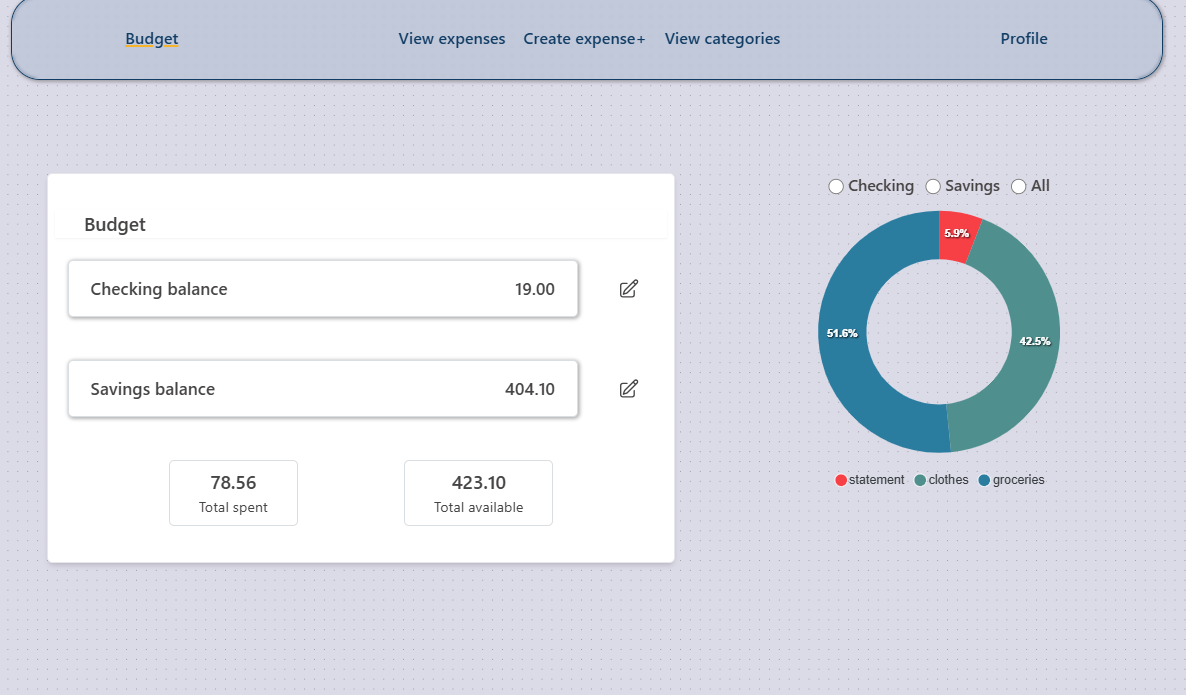 Budget View expenses Create expense+ View categories Profile
Checking Savings All
Budget
Checking balance 19.00
Savings balance 404.10
78.56 423.10
Total spent Total available
5.9%
51.6%
42.5%
statement clothes groceries